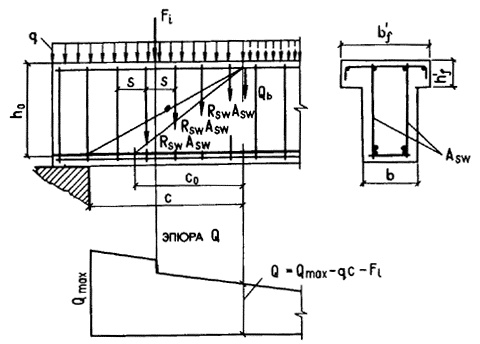 Fᵢ
q
b'f
h'f
h₀
S
S
Qb
RswAsw
RswAsw
RswAsw
Asw
c₀
c
b
ЭПЮРА Q
Qmax
Q = Qmax-qc-Fᵢ